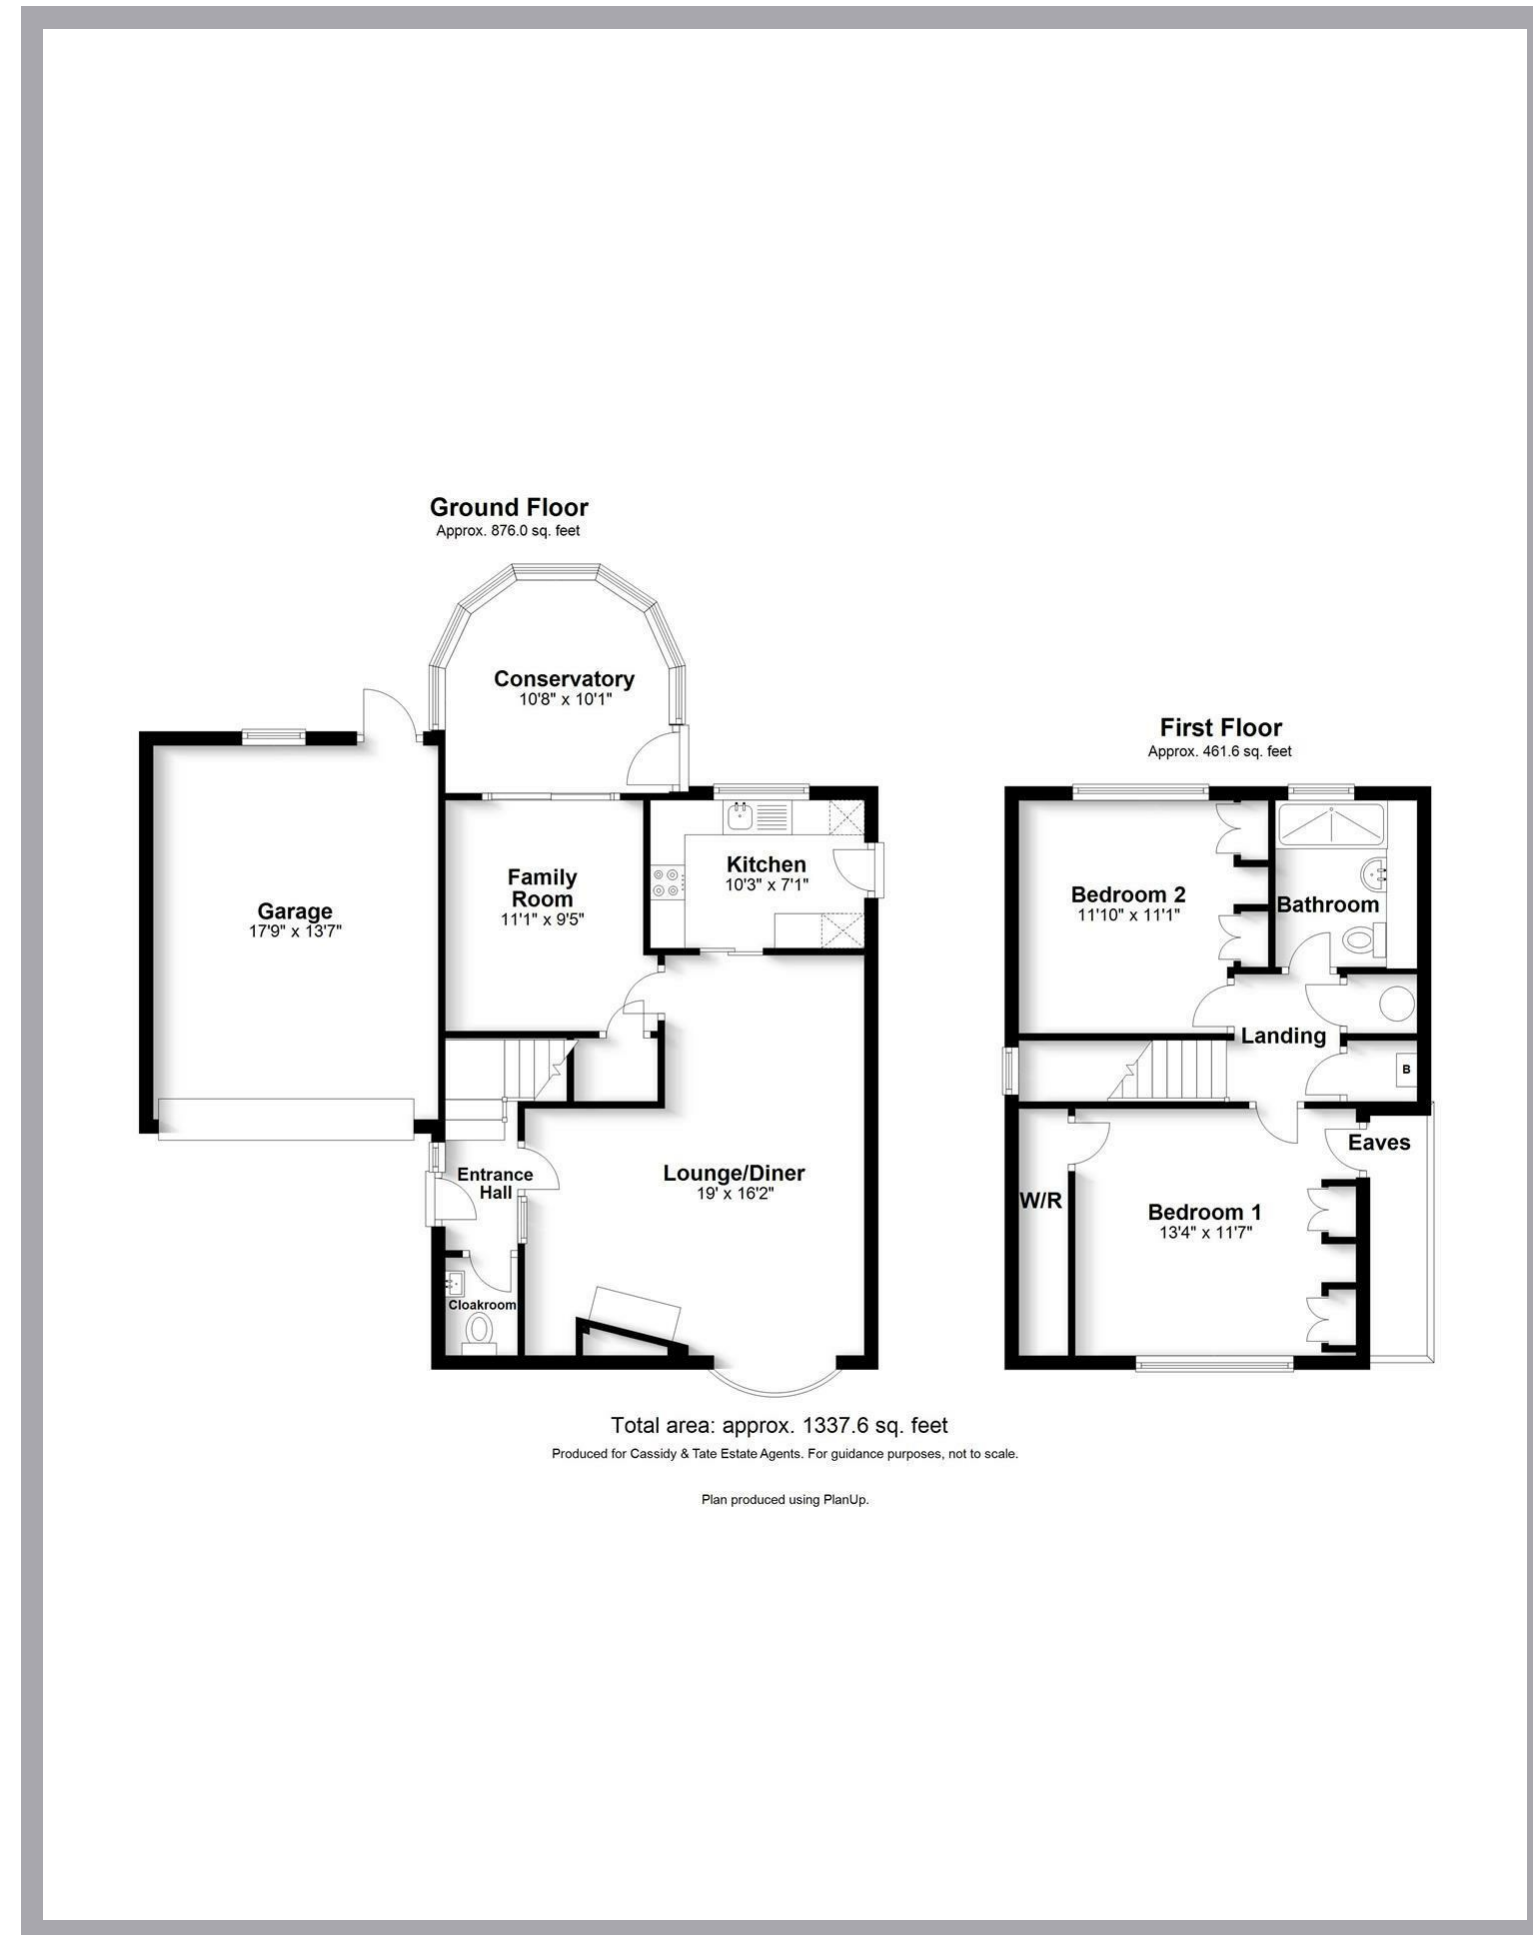 Ground Floor
Approx. 876.0 sq. feet
Conservatory
10'8" x 10'1"
Garage
17'9" x 13'7"
Family
Room
11'1" x 9'5"
Kitchen
10'3" x 7'1"
Lounge/Diner
19' x 16'2"
Entrance
Hall
Cloakroom
First Floor
Approx. 461.6 sq. feet
Bedroom 2
11'10" x 11'1"
Bathroom
Landing
B
Eaves
W/R
Bedroom 1
13'4" x 11'7"
Total area: approx. 1337.6 sq. feet
Produced for Cassidy & Tate Estate Agents. For guidance purposes, not to scale.
Plan produced using PlanUp.